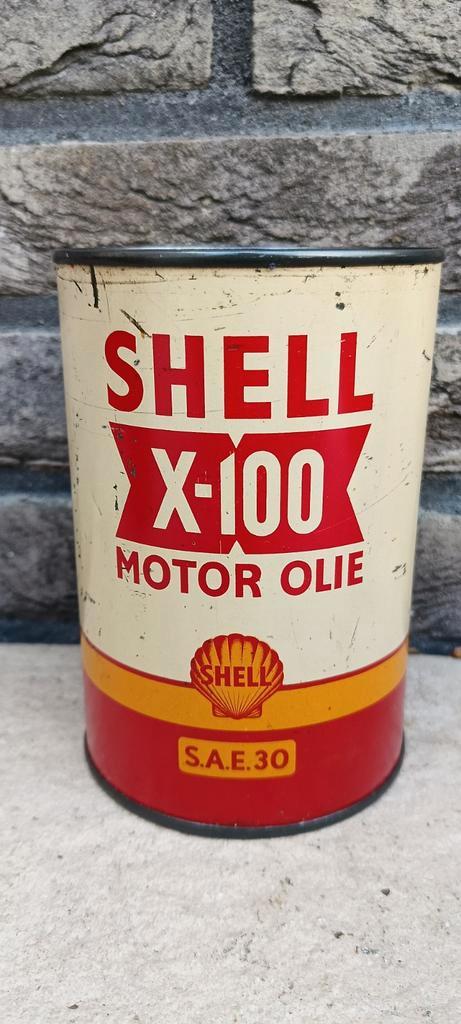 SHELL
X-100
MOTOR OLIE
SHELL
S.A.E.30